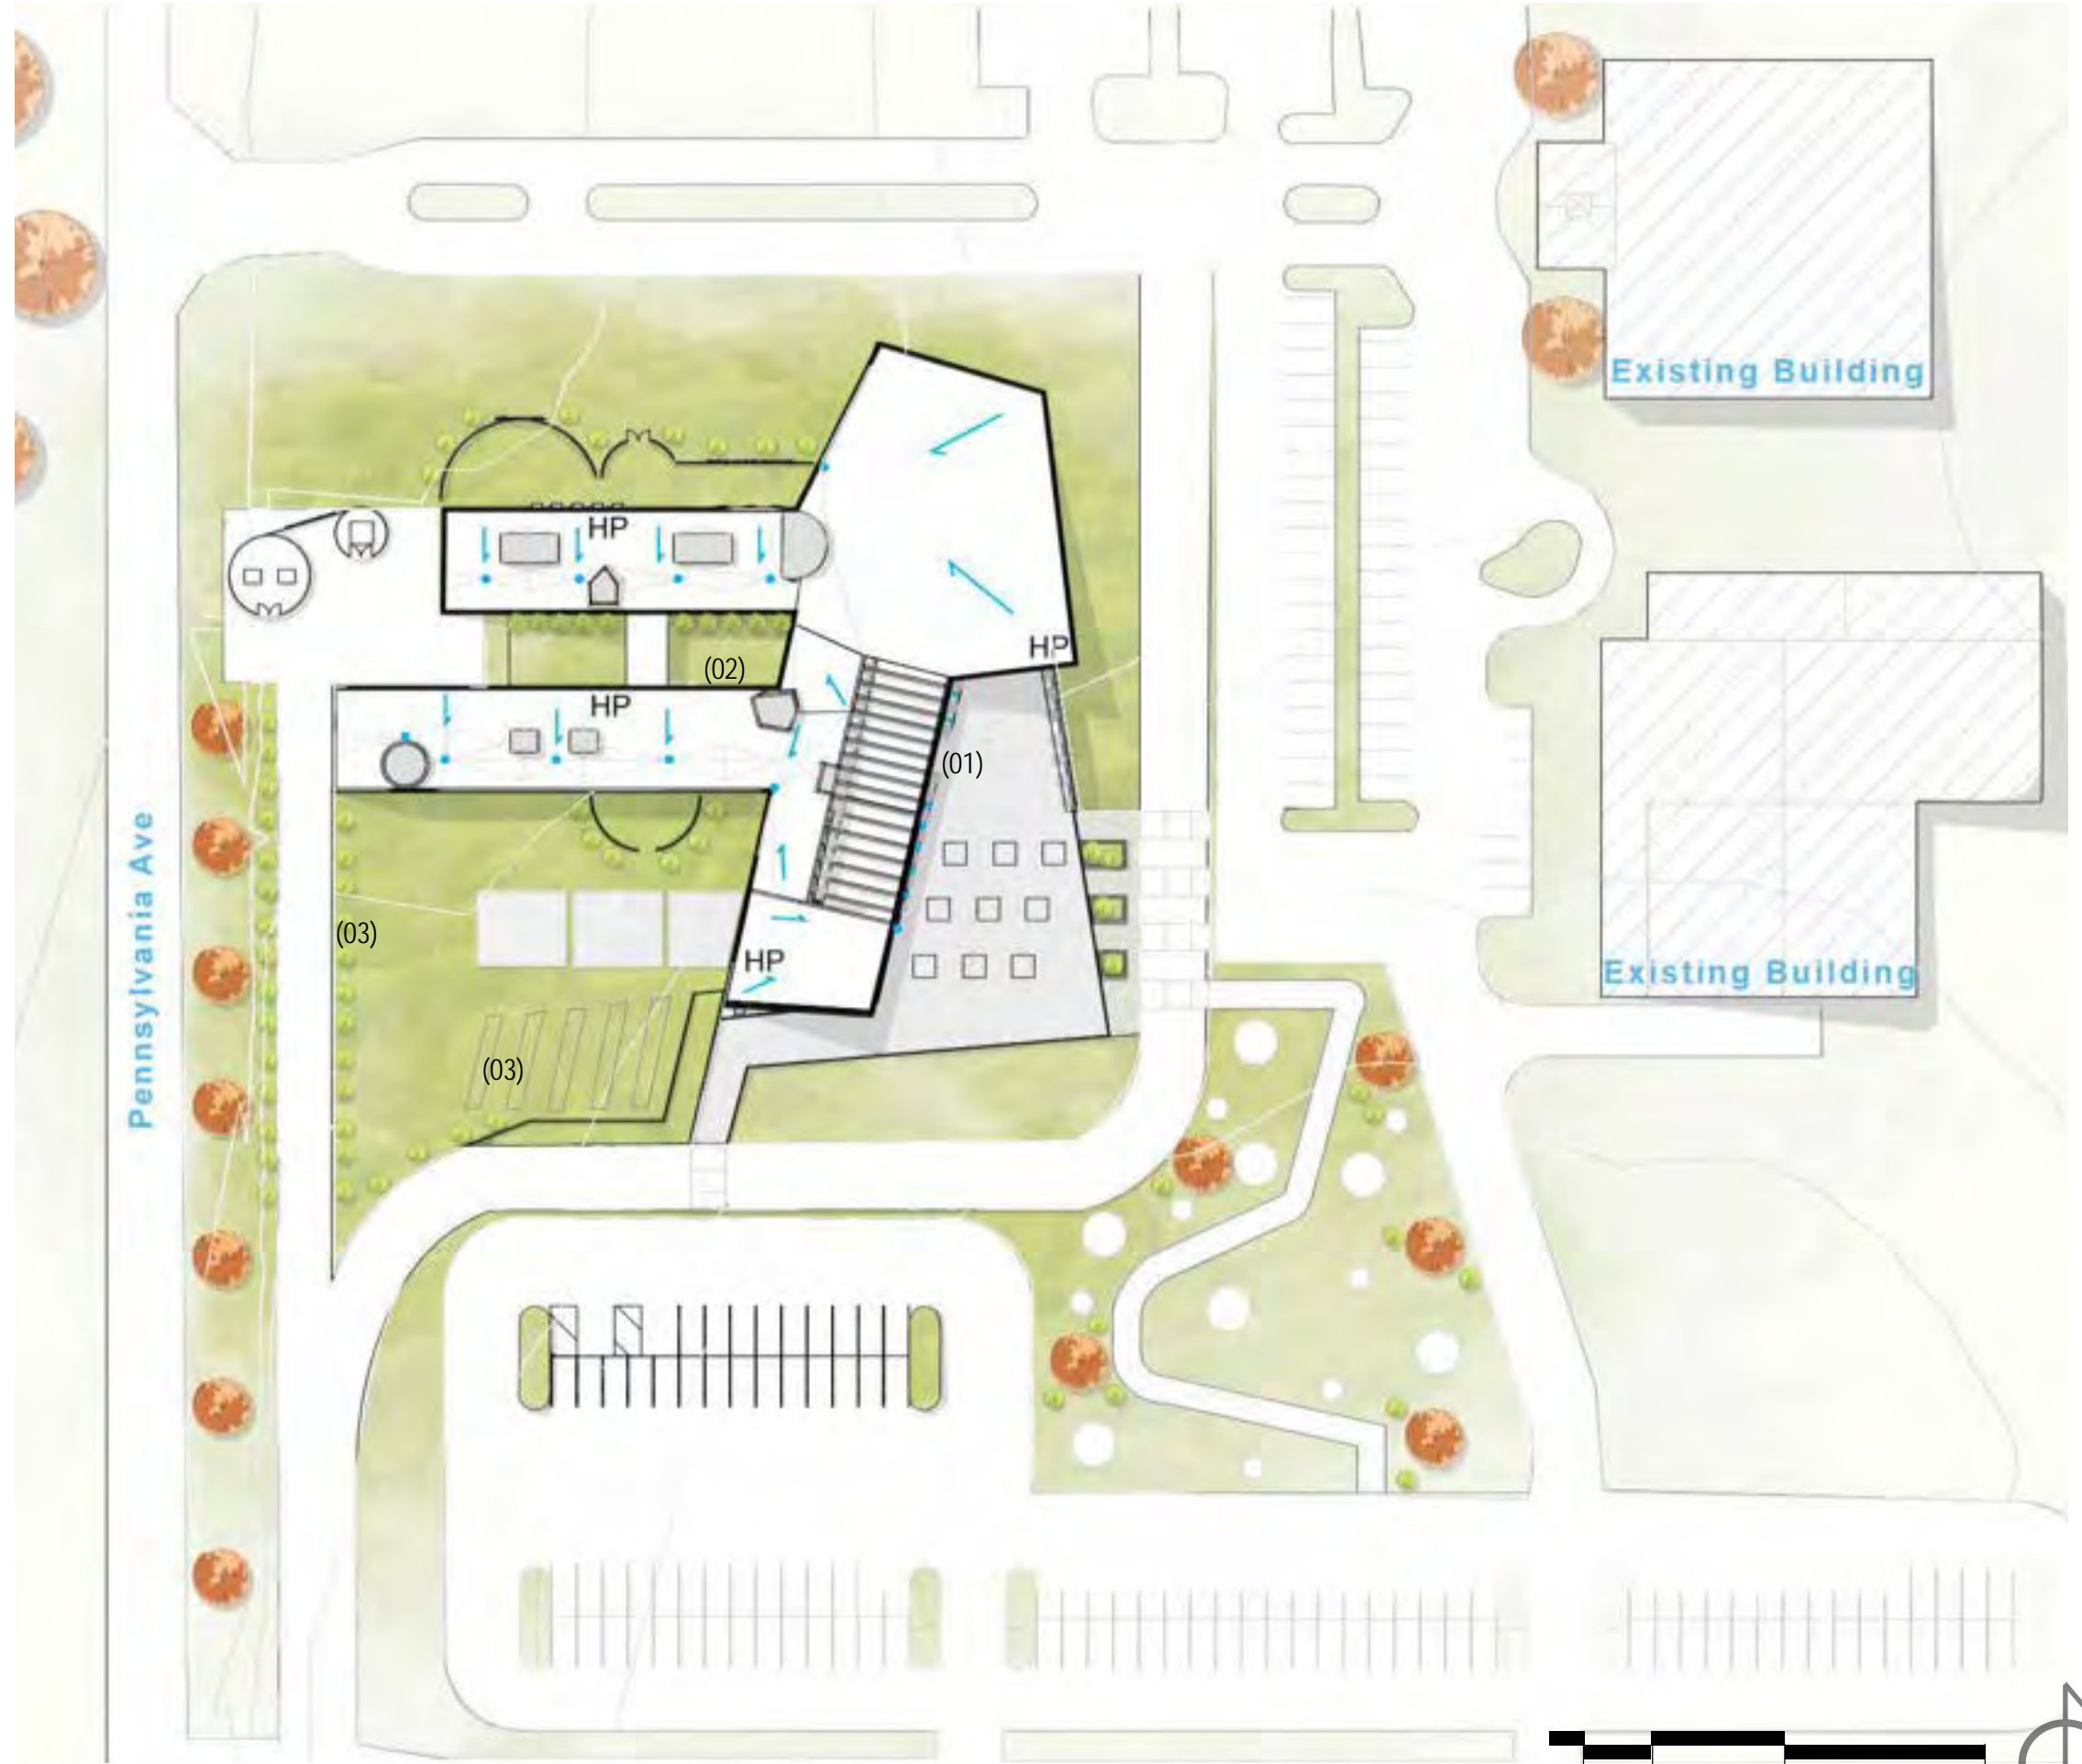 Existing Building
HP
HP
(02)
HP
(01)
Pennsylvania Ave
(03)
HP
Existing Building
(03)